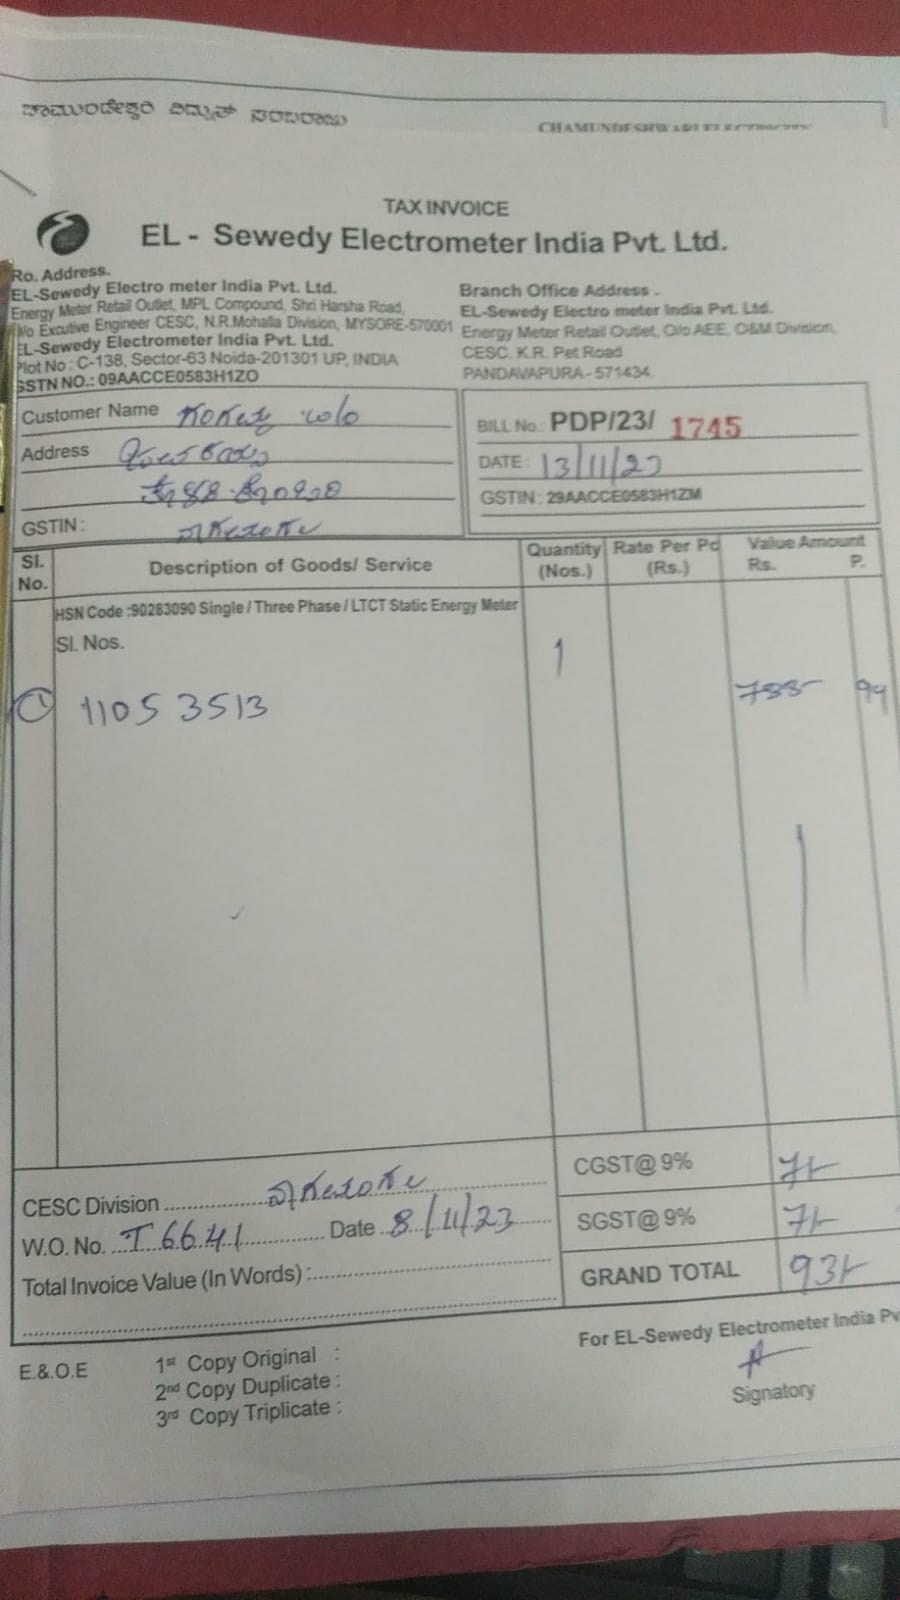 ಚಾಮುಂಡೇಶ್ವರಿ ವಿದ್ಯುತ್ ಸರಬರಾಜು
CHAMUNDESHWARI ELECTRICITY
TAX INVOICE
EL - Sewedy Electrometer India Pvt. Ltd.
Ro. Address.
EL-Sewedy Electro meter India Pvt. Ltd.
Energy Meter Retail Outlet, MPL Compound, Shri Harsha Road,
Excutive Engineer CESC, N.R.Mohalla Division, MYSORE-570001
EL-Sewedy Electrometer India Pvt. Ltd.
Plot No : C-138, Sector-63 Noida-201301 UP, INDIA
GSTN NO.: 09AACCE0583H1ZO
Branch Office Address .
EL-Sewedy Electro meter India Pvt. Ltd.
Energy Meter Retail Outlet, O/o AEE, O&M Division,
CESC. K.R. Pet Road
PANDAVAPURA - 571434.
Customer Name
Address
GSTIN :
BILL No.: PDP/23/ 1745
DATE : 13/11/23
GSTIN : 29AACCE0583H1ZM
Sl. No. Description of Goods/ Service Quantity (Nos.) Rate Per Pc (Rs.) Value Amount Rs. P.
HSN Code :90283090 Single / Three Phase / LTCT Static Energy Meter
Sl. Nos. 1
11053513
CGST@ 9% 71-
CESC Division
SGST@ 9% 71-
W.O. No. T 6641 Date 8/11/23
GRAND TOTAL 931-
Total Invoice Value (In Words) :
For EL-Sewedy Electrometer India Pv
E.&.O.E
1st Copy Original :
2nd Copy Duplicate :
3rd Copy Triplicate :
Signatory